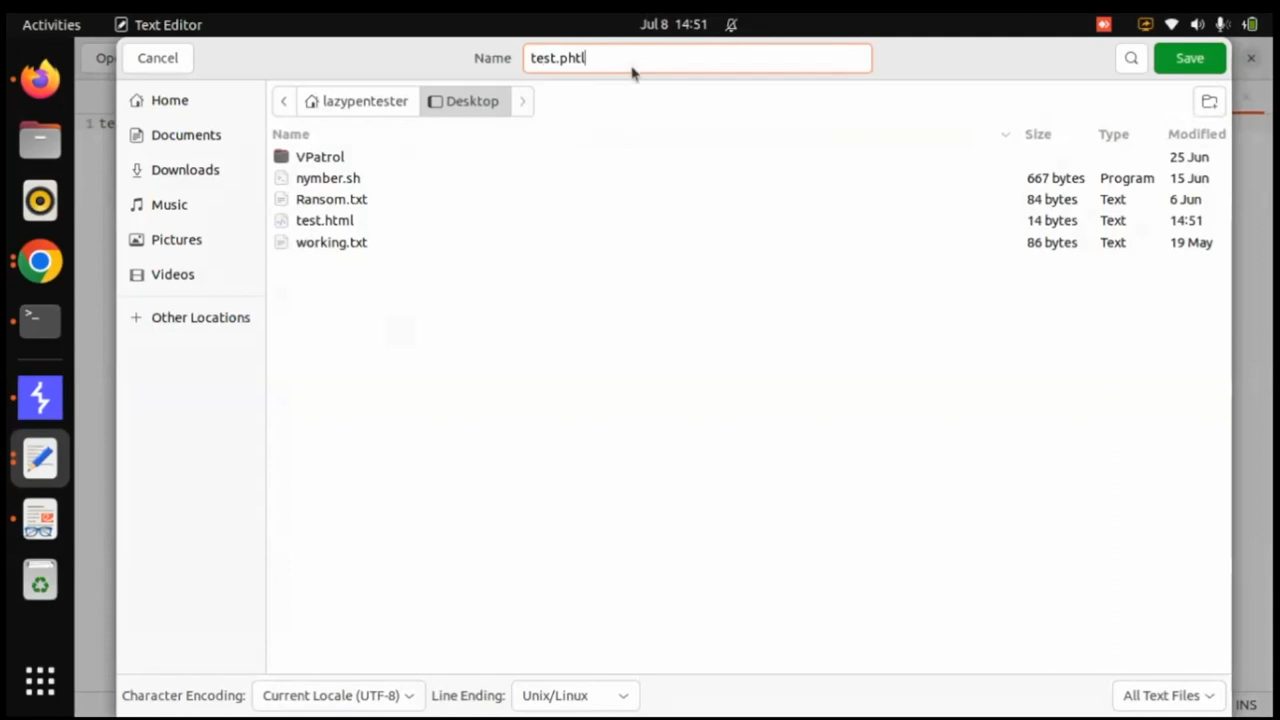 Activities Text Editor Jul 8 14:51
Op Cancel Name test.phtl Save
Home lazypentester Desktop
1 te Documents Name Size Type Modified
VPatrol 25 Jun
Downloads nymber.sh 667 bytes Program 15 Jun
Music Ransom.txt 84 bytes Text 6 Jun
Pictures test.html 14 bytes Text 14:51
working.txt 86 bytes Text 19 May
Videos
Other Locations
Character Encoding: Current Locale (UTF-8) Line Ending: Unix/Linux All Text Files INS